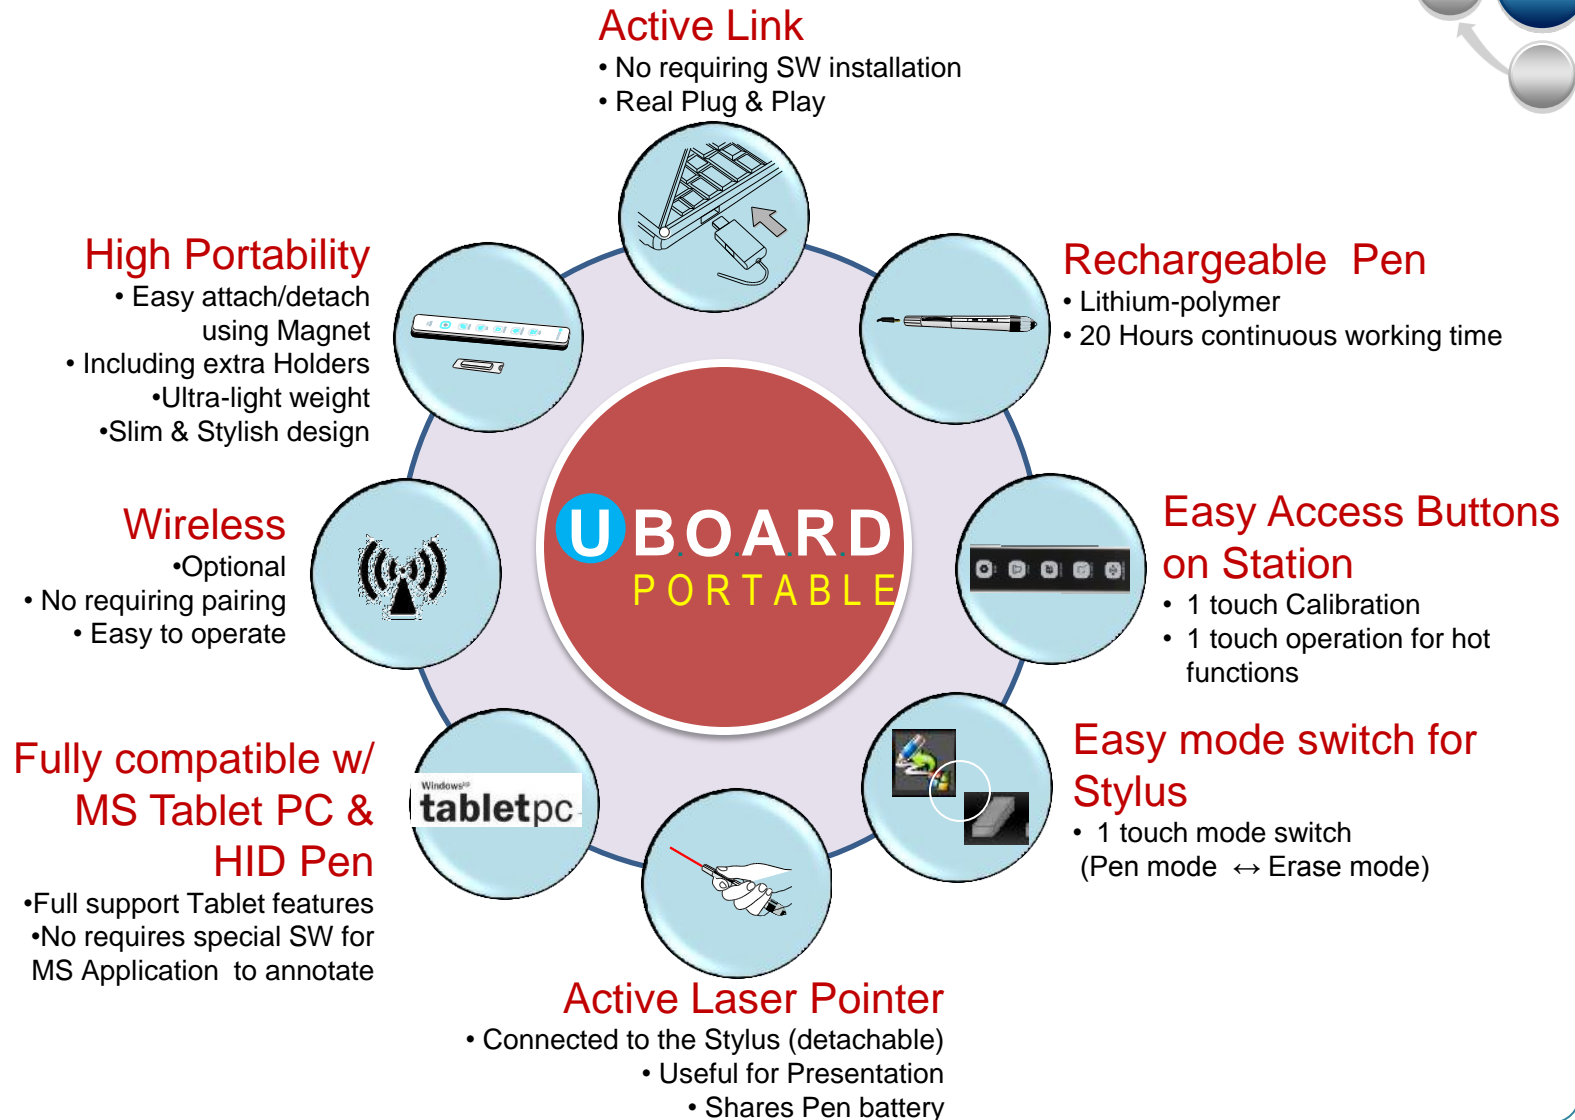 Active Link
• No requiring SW installation
• Real Plug & Play
High Portability
• Easy attach/detach
using Magnet
• Including extra Holders
•Ultra-light weight
•Slim & Stylish design
Rechargeable Pen
• Lithium-polymer
• 20 Hours continuous working time
U B.O.A.R.D
PORTABLE
Wireless
•Optional
• No requiring pairing
• Easy to operate
Easy Access Buttons
on Station
• 1 touch Calibration
• 1 touch operation for hot
functions
Easy mode switch for
Stylus
• 1 touch mode switch
(Pen mode ↔ Erase mode)
Fully compatible w/
MS Tablet PC &
HID Pen
•Full support Tablet features
•No requires special SW for
MS Application to annotate
Windows
tabletpc
Active Laser Pointer
• Connected to the Stylus (detachable)
• Useful for Presentation
• Shares Pen battery